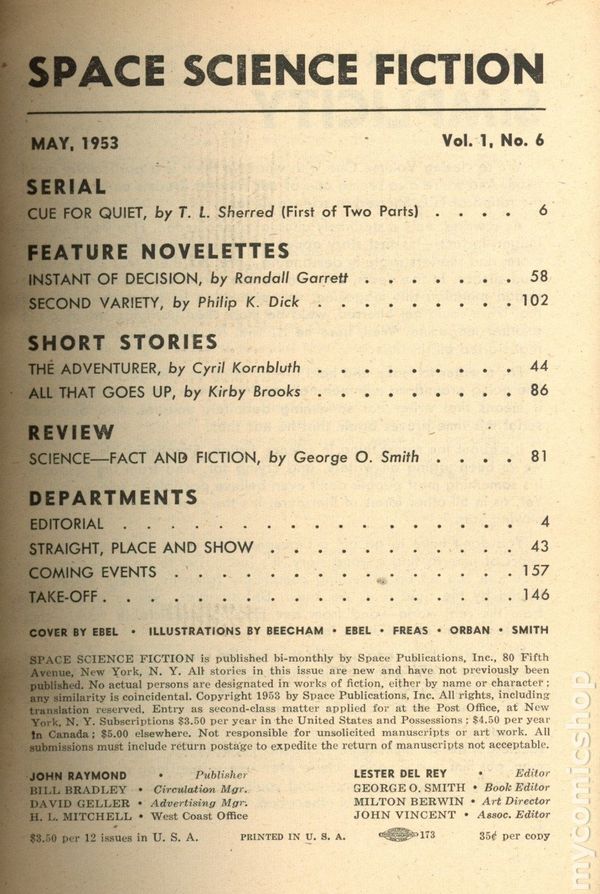 SPACE SCIENCE FICTION
MAY, 1953 Vol. 1, No. 6
SERIAL
CUE FOR QUIET, by T. L. Sherred (First of Two Parts) . . . . 6
FEATURE NOVELETTES
INSTANT OF DECISION, by Randall Garrett . . . . . . . 58
SECOND VARIETY, by Philip K. Dick . . . . . . . . . 102
SHORT STORIES
THE ADVENTURER, by Cyril Kornbluth . . . . . . . . . 44
ALL THAT GOES UP, by Kirby Brooks . . . . . . . . . 86
REVIEW
SCIENCE—FACT AND FICTION, by George O. Smith . . . . 81
DEPARTMENTS
EDITORIAL . . . . . . . . . . . . . . . . . 4
STRAIGHT, PLACE AND SHOW . . . . . . . . . . . 43
COMING EVENTS . . . . . . . . . . . . . . . 157
TAKE-OFF . . . . . . . . . . . . . . . . . . 146
COVER BY EBEL • ILLUSTRATIONS BY BEECHAM • EBEL • FREAS • ORBAN • SMITH
SPACE SCIENCE FICTION is published bi-monthly by Space Publications, Inc., 80 Fifth
Avenue, New York, N. Y. All stories in this issue are new and have not previously been
published. No actual persons are designated in works of fiction, either by name or character;
any similarity is coincidental. Copyright 1953 by Space Publications, Inc. All rights, including
translation reserved. Entry as second-class matter applied for at the Post Office, at New
York, N. Y. Subscriptions $3.50 per year in the United States and Possessions; $4.50 per year
in Canada; $5.00 elsewhere. Not responsible for unsolicited manuscripts or art work. All
submissions must include return postage to expedite the return of manuscripts not acceptable.
JOHN RAYMOND • Publisher LESTER DEL REY • Editor
BILL BRADLEY • Circulation Mgr. GEORGE O. SMITH • Book Editor
DAVID GELLER • Advertising Mgr. MILTON BERWIN • Art Director
H. L. MITCHELL • West Coast Office JOHN VINCENT • Assoc. Editor
$3.50 per 12 issues in U. S. A. PRINTED IN U. S. A. 173 35¢ per copy
mycomicshop